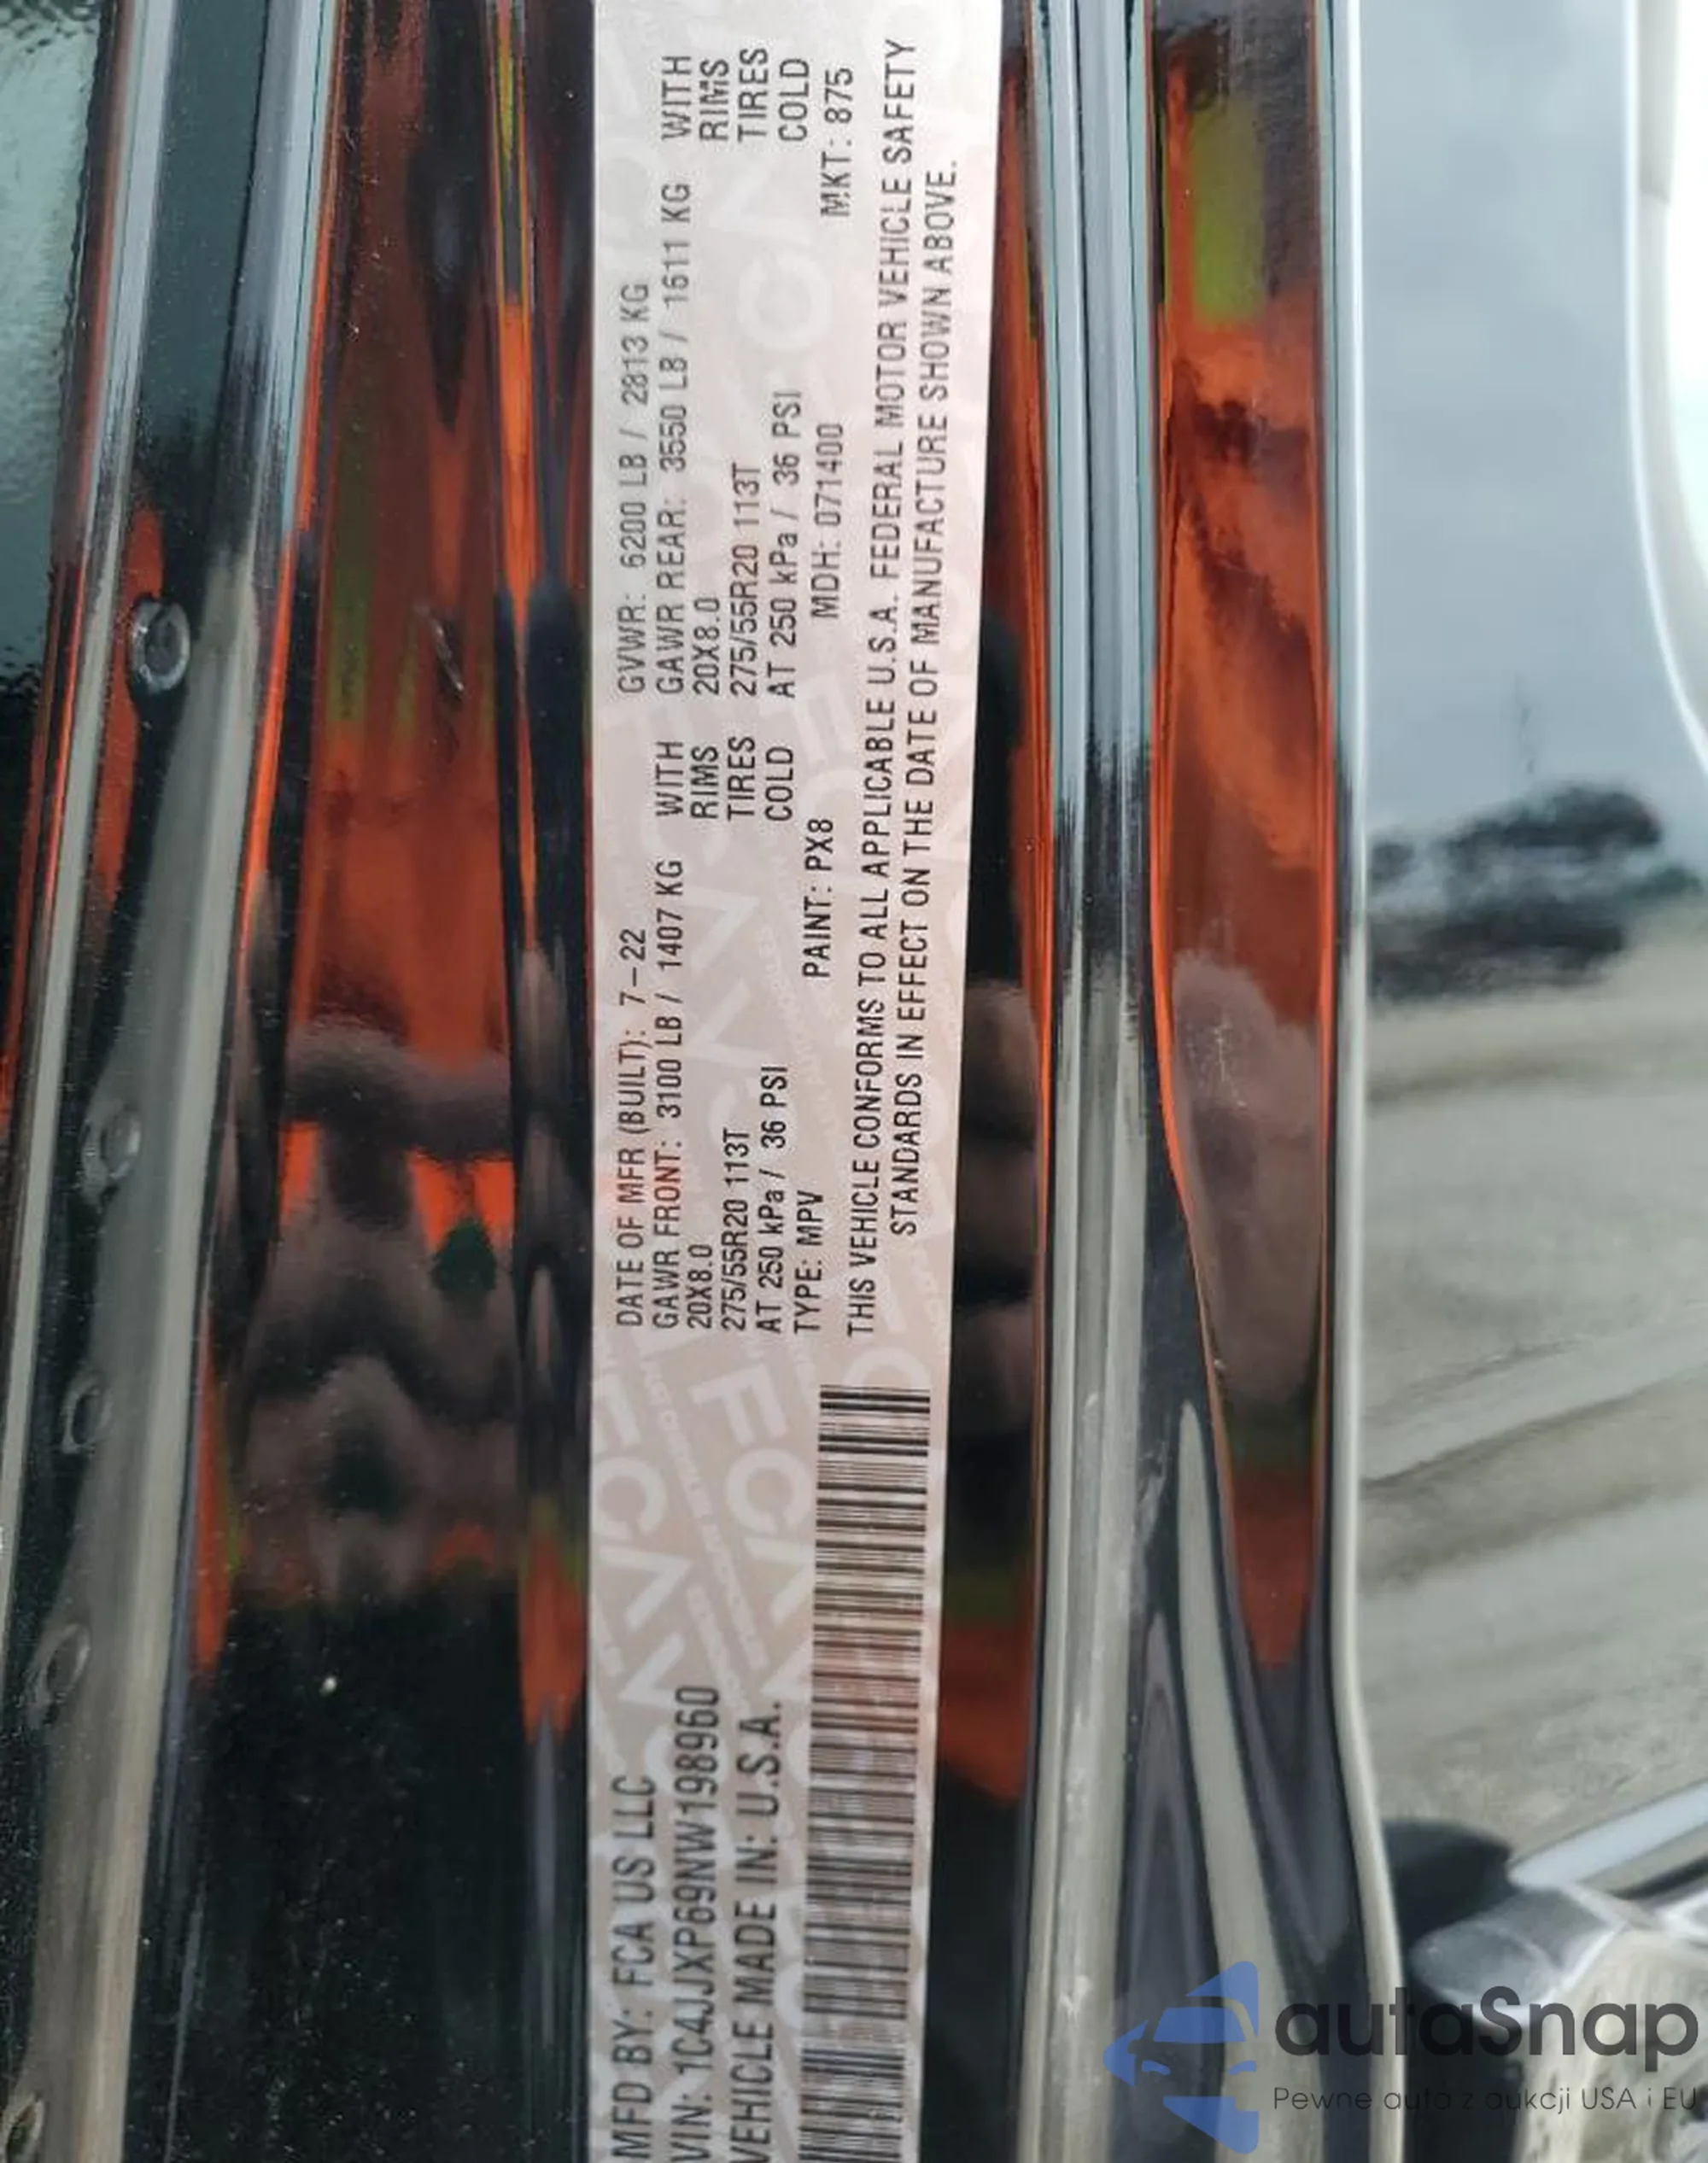 MFD BY: FCA US LLC
VIN: 1C4JJXP69NW198960
VEHICLE MADE IN: U.S.A.
DATE OF MFR (BUILT): 7-22 GVWR: 6200 LB / 2813 KG
GAWR FRONT: 3100 LB / 1407 KG WITH GAWR REAR: 3550 LB / 1611 KG WITH
20X8.0 RIMS 20X8.0 RIMS
275/55R20 113T TIRES 275/55R20 113T TIRES
AT 250 kPa / 36 PSI COLD AT 250 kPa / 36 PSI COLD
TYPE: MPV PAINT: PX8 MDH: 071400 MKT: 875
THIS VEHICLE CONFORMS TO ALL APPLICABLE U.S.A. FEDERAL MOTOR VEHICLE SAFETY
STANDARDS IN EFFECT ON THE DATE OF MANUFACTURE SHOWN ABOVE.
autaSnap
Pewne auta z aukcji USA i EU